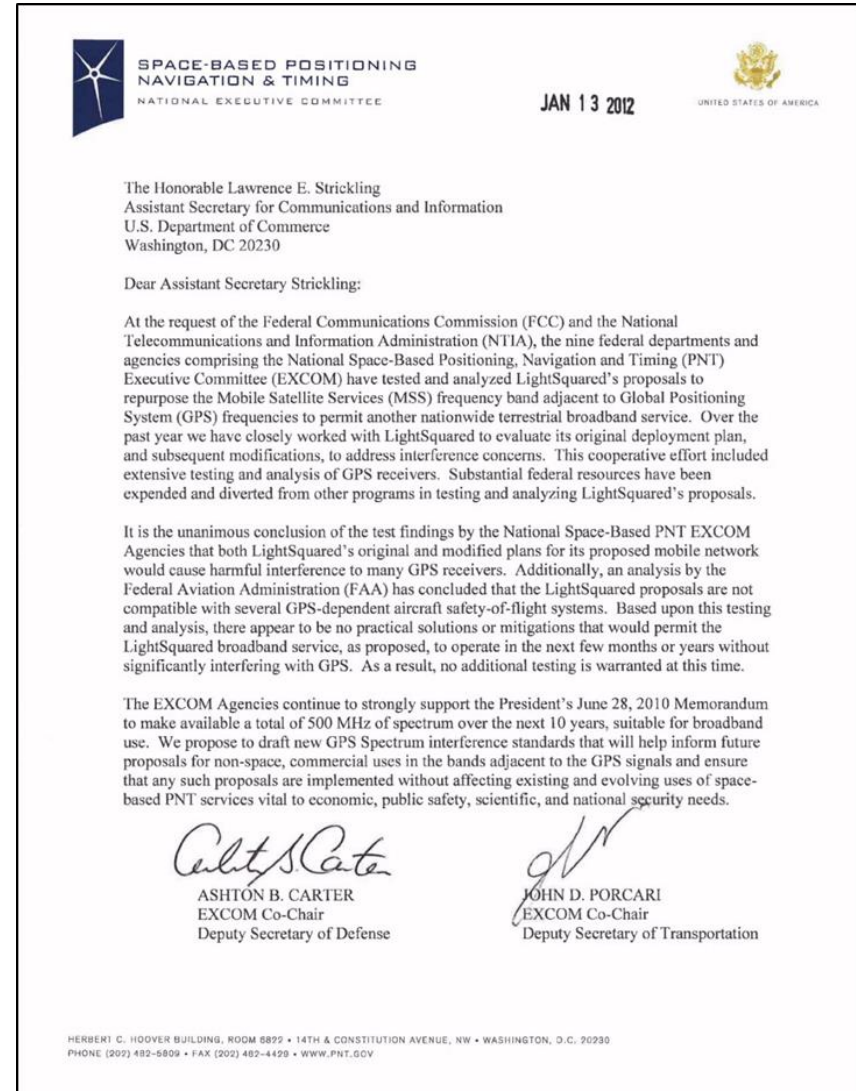 SPACE-BASED POSITIONING
NAVIGATION & TIMING
NATIONAL EXECUTIVE COMMITTEE
JAN 13 2012
UNITED STATES OF AMERICA
The Honorable Lawrence E. Strickling
Assistant Secretary for Communications and Information
U.S. Department of Commerce
Washington, DC 20230
Dear Assistant Secretary Strickling:
At the request of the Federal Communications Commission (FCC) and the National
Telecommunications and Information Administration (NTIA), the nine federal departments and
agencies comprising the National Space-Based Positioning, Navigation and Timing (PNT)
Executive Committee (EXCOM) have tested and analyzed LightSquared's proposals to
repurpose the Mobile Satellite Services (MSS) frequency band adjacent to Global Positioning
System (GPS) frequencies to permit another nationwide terrestrial broadband service. Over the
past year we have closely worked with LightSquared to evaluate its original deployment plan,
and subsequent modifications, to address interference concerns. This cooperative effort included
extensive testing and analysis of GPS receivers. Substantial federal resources have been
expended and diverted from other programs in testing and analyzing LightSquared's proposals.
It is the unanimous conclusion of the test findings by the National Space-Based PNT EXCOM
Agencies that both LightSquared's original and modified plans for its proposed mobile network
would cause harmful interference to many GPS receivers. Additionally, an analysis by the
Federal Aviation Administration (FAA) has concluded that the LightSquared proposals are not
compatible with several GPS-dependent aircraft safety-of-flight systems. Based upon this testing
and analysis, there appear to be no practical solutions or mitigations that would permit the
LightSquared broadband service, as proposed, to operate in the next few months or years without
significantly interfering with GPS. As a result, no additional testing is warranted at this time.
The EXCOM Agencies continue to strongly support the President's June 28, 2010 Memorandum
to make available a total of 500 MHz of spectrum over the next 10 years, suitable for broadband
use. We propose to draft new GPS Spectrum interference standards that will help inform future
proposals for non-space, commercial uses in the bands adjacent to the GPS signals and ensure
that any such proposals are implemented without affecting existing and evolving uses of space-
based PNT services vital to economic, public safety, scientific, and national security needs.
ASHTON B. CARTER
EXCOM Co-Chair
Deputy Secretary of Defense
JOHN D. PORCARI
EXCOM Co-Chair
Deputy Secretary of Transportation
HERBERT C. HOOVER BUILDING, ROOM 6822 • 14TH & CONSTITUTION AVENUE, NW • WASHINGTON, D.C. 20230
PHONE (202) 482-5809 • FAX (202) 482-4429 • WWW.PNT.GOV